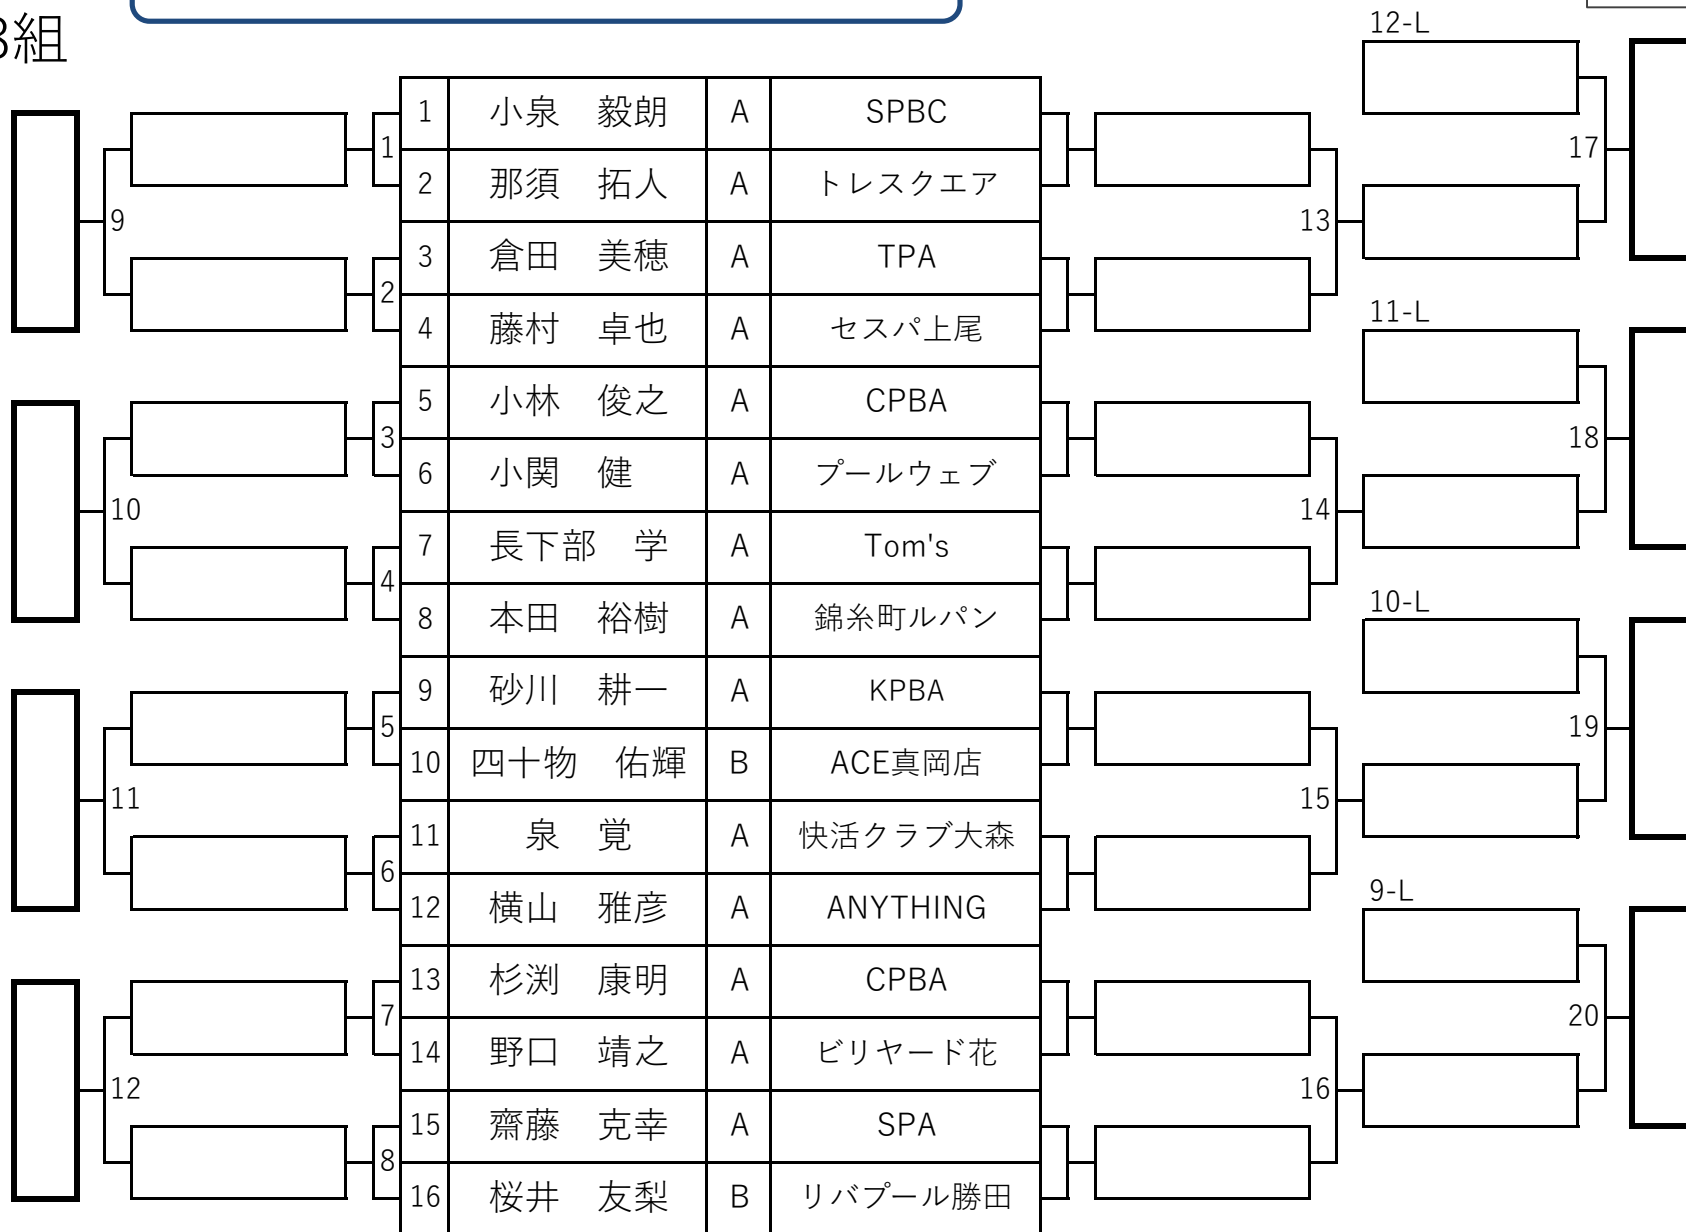 3組
12-L
1 小泉 毅朗 A SPBC
1
17
2 那須 拓人 A トレスクエア
9
13
3 倉田 美穂 A TPA
2
11-L
4 藤村 卓也 A セスパ上尾
5 小林 俊之 A CPBA
3
18
6 小関 健 A プールウェブ
10
14
7 長下部 学 A Tom's
4
10-L
8 本田 裕樹 A 錦糸町ルパン
9 砂川 耕一 A KPBA
5
19
10 四十物 佑輝 B ACE真岡店
11
15
11 泉 覚 A 快活クラブ大森
6
9-L
12 横山 雅彦 A ANYTHING
13 杉渕 康明 A CPBA
7
20
14 野口 靖之 A ビリヤード花
12
16
15 齋藤 克幸 A SPA
8
16 桜井 友梨 B リバプール勝田